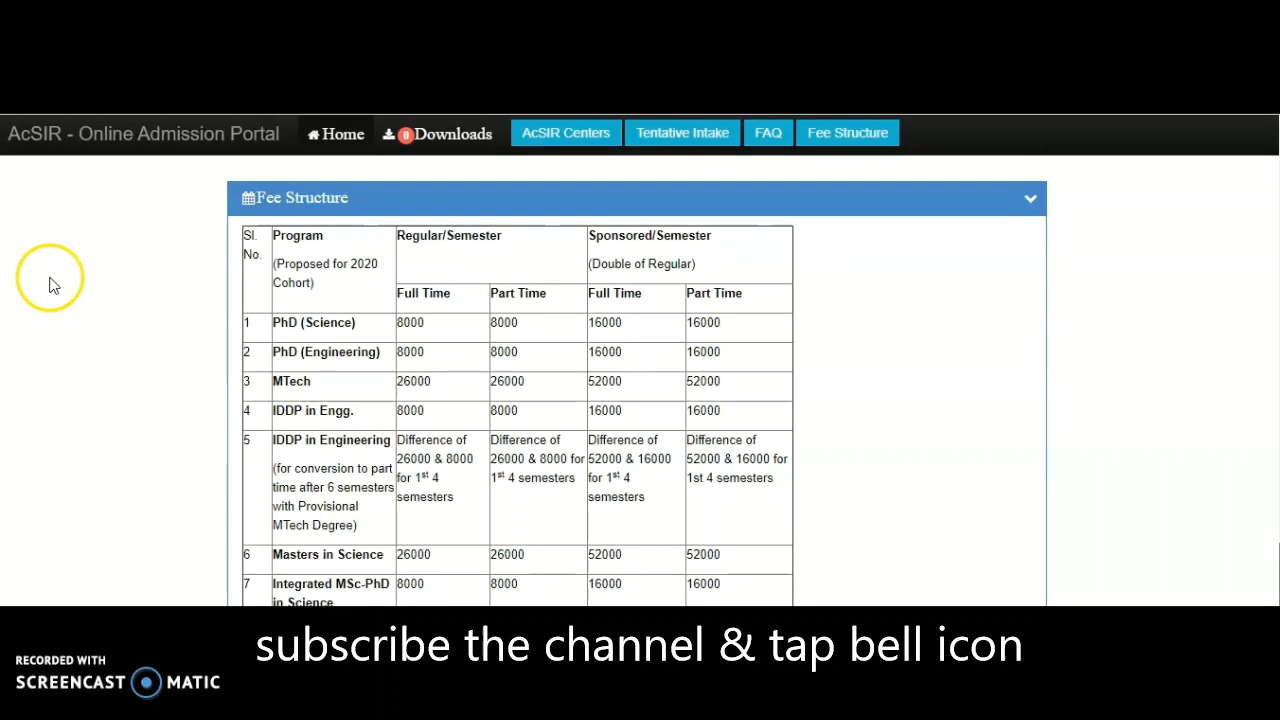 AcSIR - Online Admission Portal Home 0 Downloads AcSIR Centers Tentative Intake FAQ Fee Structure
Fee Structure
Sl. No. Program (Proposed for 2020 Cohort) Regular/Semester Sponsored/Semester (Double of Regular)
Full Time Part Time Full Time Part Time
1 PhD (Science) 8000 8000 16000 16000
2 PhD (Engineering) 8000 8000 16000 16000
3 MTech 26000 26000 52000 52000
4 IDDP in Engg. 8000 8000 16000 16000
5 IDDP in Engineering (for conversion to part time after 6 semesters with Provisional MTech Degree) Difference of 26000 & 8000 for 1st 4 semesters Difference of 26000 & 8000 for 1st 4 semesters Difference of 52000 & 16000 for 1st 4 semesters Difference of 52000 & 16000 for 1st 4 semesters
6 Masters in Science 26000 26000 52000 52000
7 Integrated MSc-PhD in Science 8000 8000 16000 16000
subscribe the channel & tap bell icon
RECORDED WITH
SCREENCAST MATIC